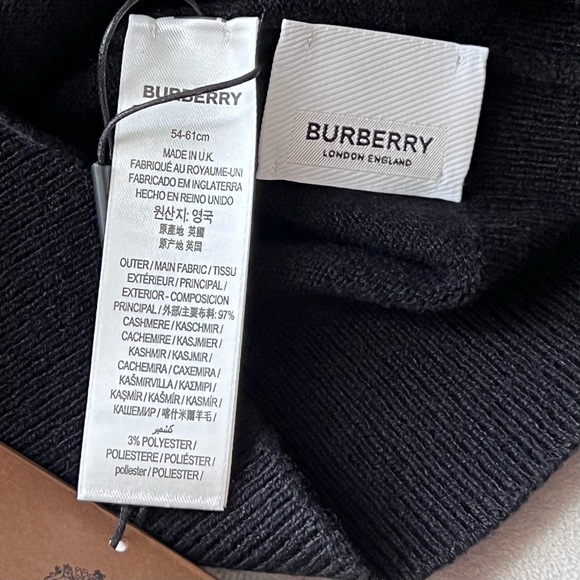 BURBERRY
54-61cm
MADE IN U.K.
FABRIQUÉ AU ROYAUME-UNI
FABRICADO EM INGLATERRA
HECHO EN REINO UNIDO
원산지: 영국
原產地 英國
原产地 英国
OUTER / MAIN FABRIC / TISSU
EXTÉRIEUR / PRINCIPAL /
EXTERIOR - COMPOSICION
PRINCIPAL / 外部/主要布料: 97%
CASHMERE / KASCHMIR /
CACHEMIRE / KASJMIER /
KASHMIR / KASJMIR /
CACHEMIRA / CAXEMIRA /
KAŠMIRVILLA / ΚΑΣΜΙΡΙ /
KAŞMİR / KAŠMIR / KASMÍR /
КАШЕМИР / 喀什米爾羊毛 /
كشمير
3% POLYESTER /
POLIESTERE / POLIÉSTER /
poliester / POLYESTER /
BURBERRY
LONDON ENGLAND